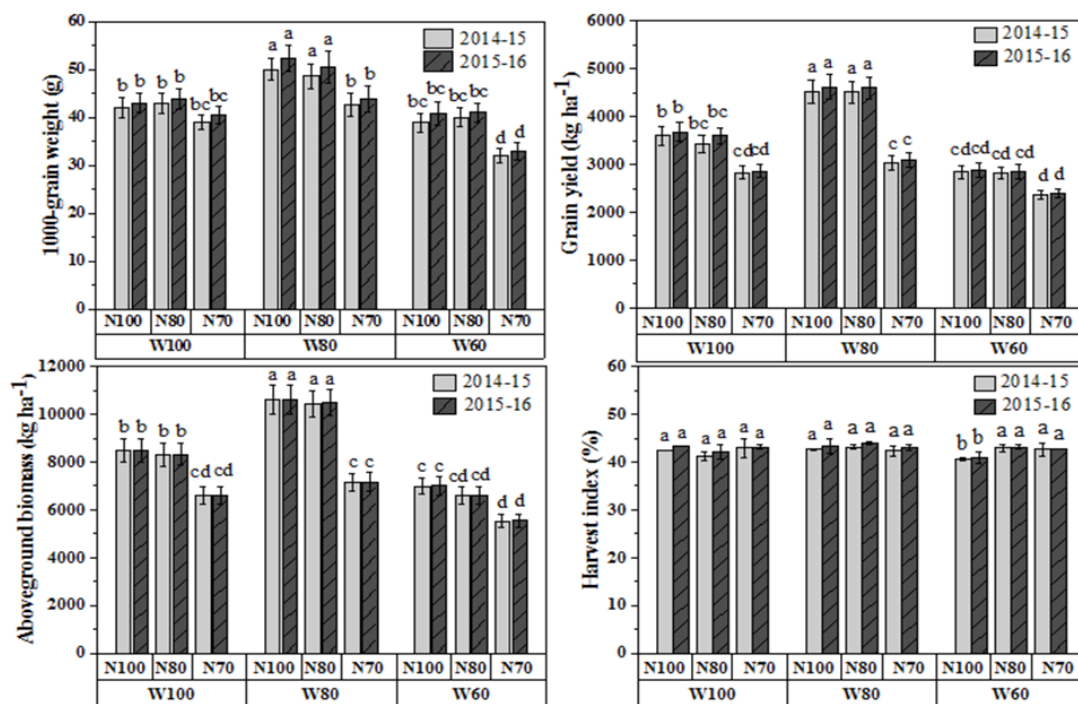 1000-grain weight (g)
60
50
40
30
20
10
0
2014-15
2015-16
b b b b bc bc a a a a b b bc bc bc bc d d
N100 N80 N70 N100 N80 N70 N100 N80 N70
W100 W80 W60
Grain yield (kg ha-1)
6000
5000
4000
3000
2000
1000
0
2014-15
2015-16
b b bc bc cd cd a a a a c c cd cd cd cd d d
N100 N80 N70 N100 N80 N70 N100 N80 N70
W100 W80 W60
Aboveground biomass (kg ha-1)
12000
10000
8000
6000
4000
2000
0
2014-15
2015-16
b b b b cd cd a a a a c c c c cd cd d d
N100 N80 N70 N100 N80 N70 N100 N80 N70
W100 W80 W60
Harvest index (%)
60
50
40
30
20
10
0
2014-15
2015-16
a a a a a a a a a a a a b b a a a a
N100 N80 N70 N100 N80 N70 N100 N80 N70
W100 W80 W60